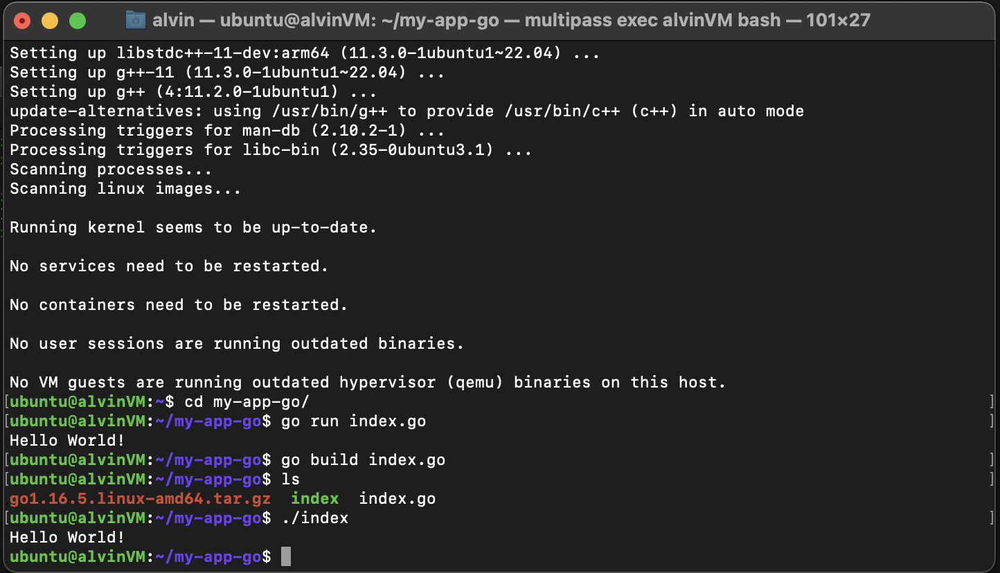 alvin — ubuntu@alvinVM: ~/my-app-go — multipass exec alvinVM bash — 101×27
Setting up libstdc++-11-dev:arm64 (11.3.0-1ubuntu1~22.04) ...
Setting up g++-11 (11.3.0-1ubuntu1~22.04) ...
Setting up g++ (4:11.2.0-1ubuntu1) ...
update-alternatives: using /usr/bin/g++ to provide /usr/bin/c++ (c++) in auto mode
Processing triggers for man-db (2.10.2-1) ...
Processing triggers for libc-bin (2.35-0ubuntu3.1) ...
Scanning processes...
Scanning linux images...
Running kernel seems to be up-to-date.
No services need to be restarted.
No containers need to be restarted.
No user sessions are running outdated binaries.
No VM guests are running outdated hypervisor (qemu) binaries on this host.
[ubuntu@alvinVM:~$ cd my-app-go/ ]
[ubuntu@alvinVM:~/my-app-go$ go run index.go ]
Hello World!
[ubuntu@alvinVM:~/my-app-go$ go build index.go ]
[ubuntu@alvinVM:~/my-app-go$ ls ]
go1.16.5.linux-amd64.tar.gz  index  index.go
[ubuntu@alvinVM:~/my-app-go$ ./index ]
Hello World!
ubuntu@alvinVM:~/my-app-go$